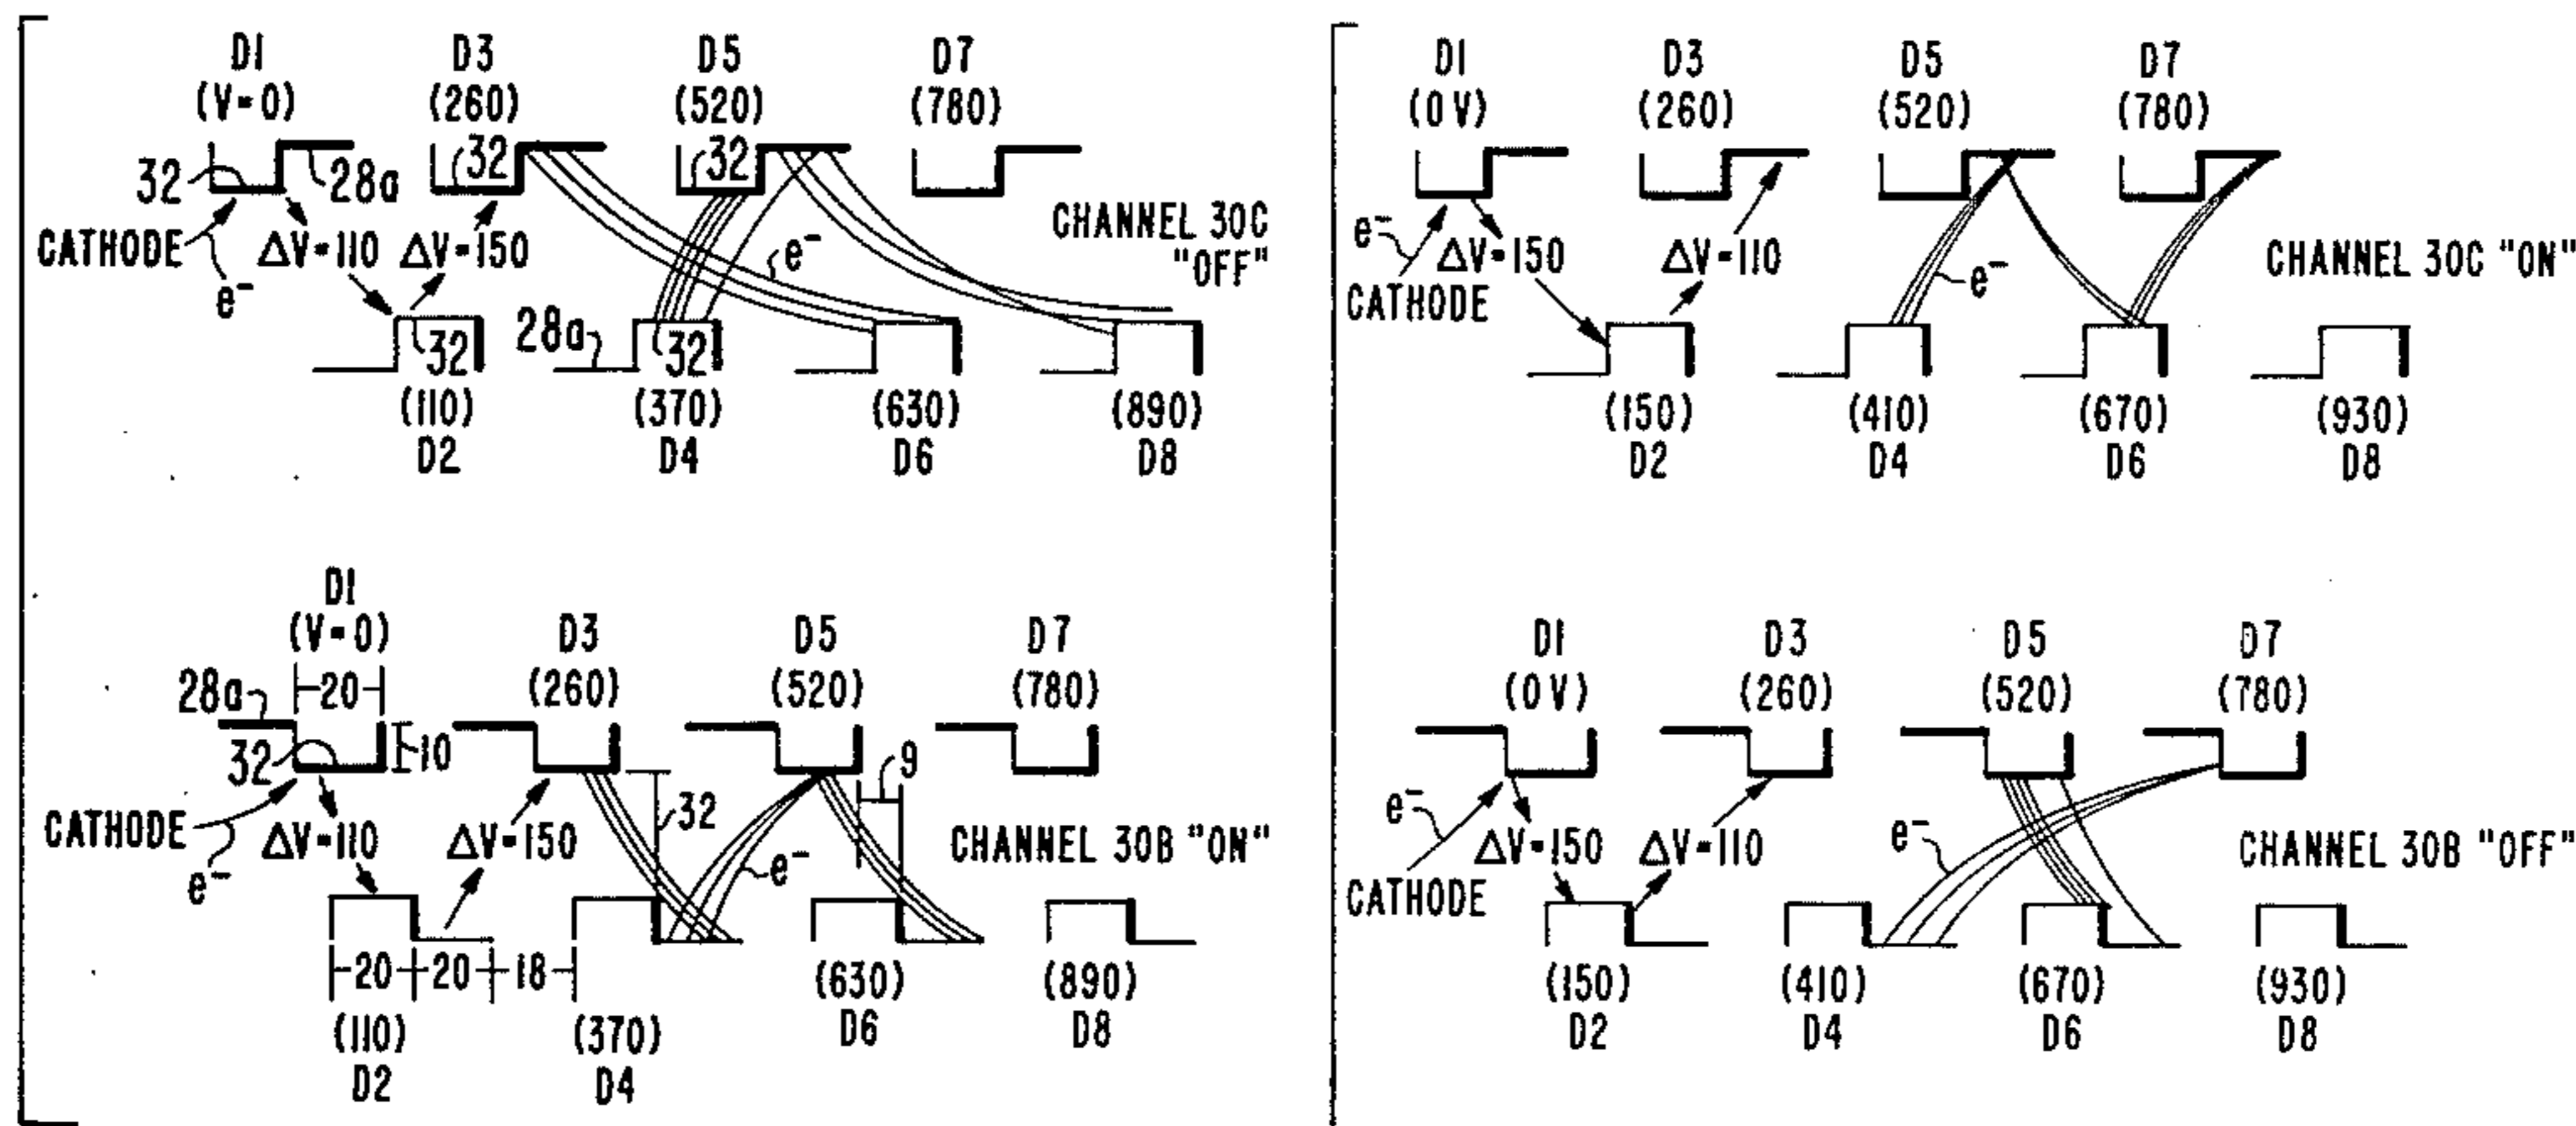 D1 D3 D5 D7
(V=0) (260) (520) (780)
32 32 32 28a
CATHODE e⁻ ΔV=110 ΔV=150 e⁻
CHANNEL 30C
"OFF"
28a 32 32
(110) (370) (630) (890)
D2 D4 D6 D8
D1 D3 D5 D7
(V=0) (260) (520) (780)
28a 20 10
32 9
CATHODE e⁻ ΔV=110 ΔV=150 32 e⁻
CHANNEL 30B "ON"
20 20 18
(110) (370) (630) (890)
D2 D4 D6 D8
D1 D3 D5 D7
(0V) (260) (520) (780)
e⁻ ΔV=150 ΔV=110 e⁻
CATHODE
CHANNEL 30C "ON"
(150) (410) (670) (930)
D2 D4 D6 D8
D1 D3 D5 D7
(0V) (260) (520) (780)
e⁻ ΔV=150 ΔV=110 e⁻
CATHODE
CHANNEL 30B "OFF"
(150) (410) (670) (930)
D2 D4 D6 D8